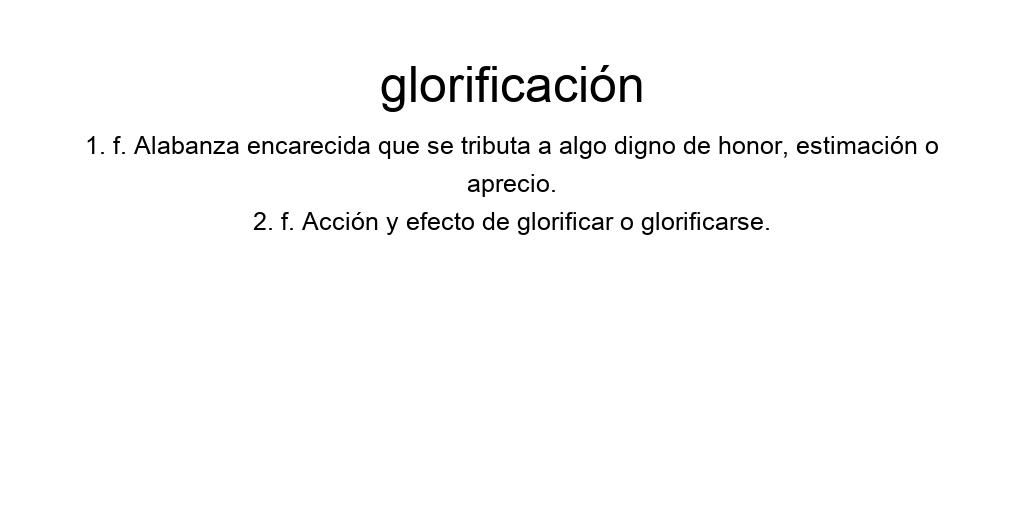 glorificación
1. f. Alabanza encarecida que se tributa a algo digno de honor, estimación o
aprecio.
2. f. Acción y efecto de glorificar o glorificarse.